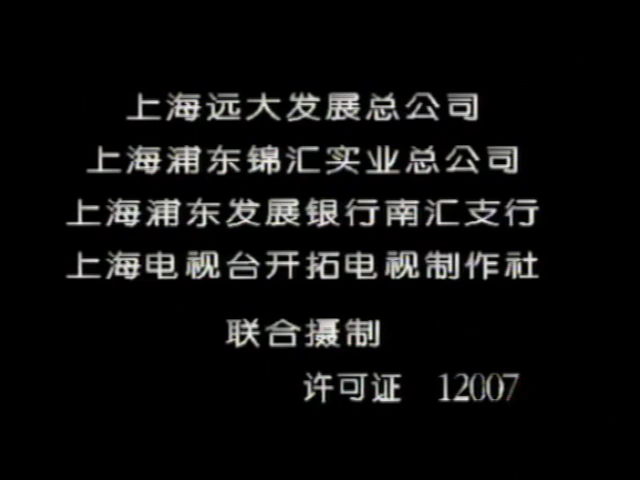 上海远大发展总公司
上海浦东锦汇实业总公司
上海浦东发展银行南汇支行
上海电视台开拓电视制作社
联合摄制
许可证 12007